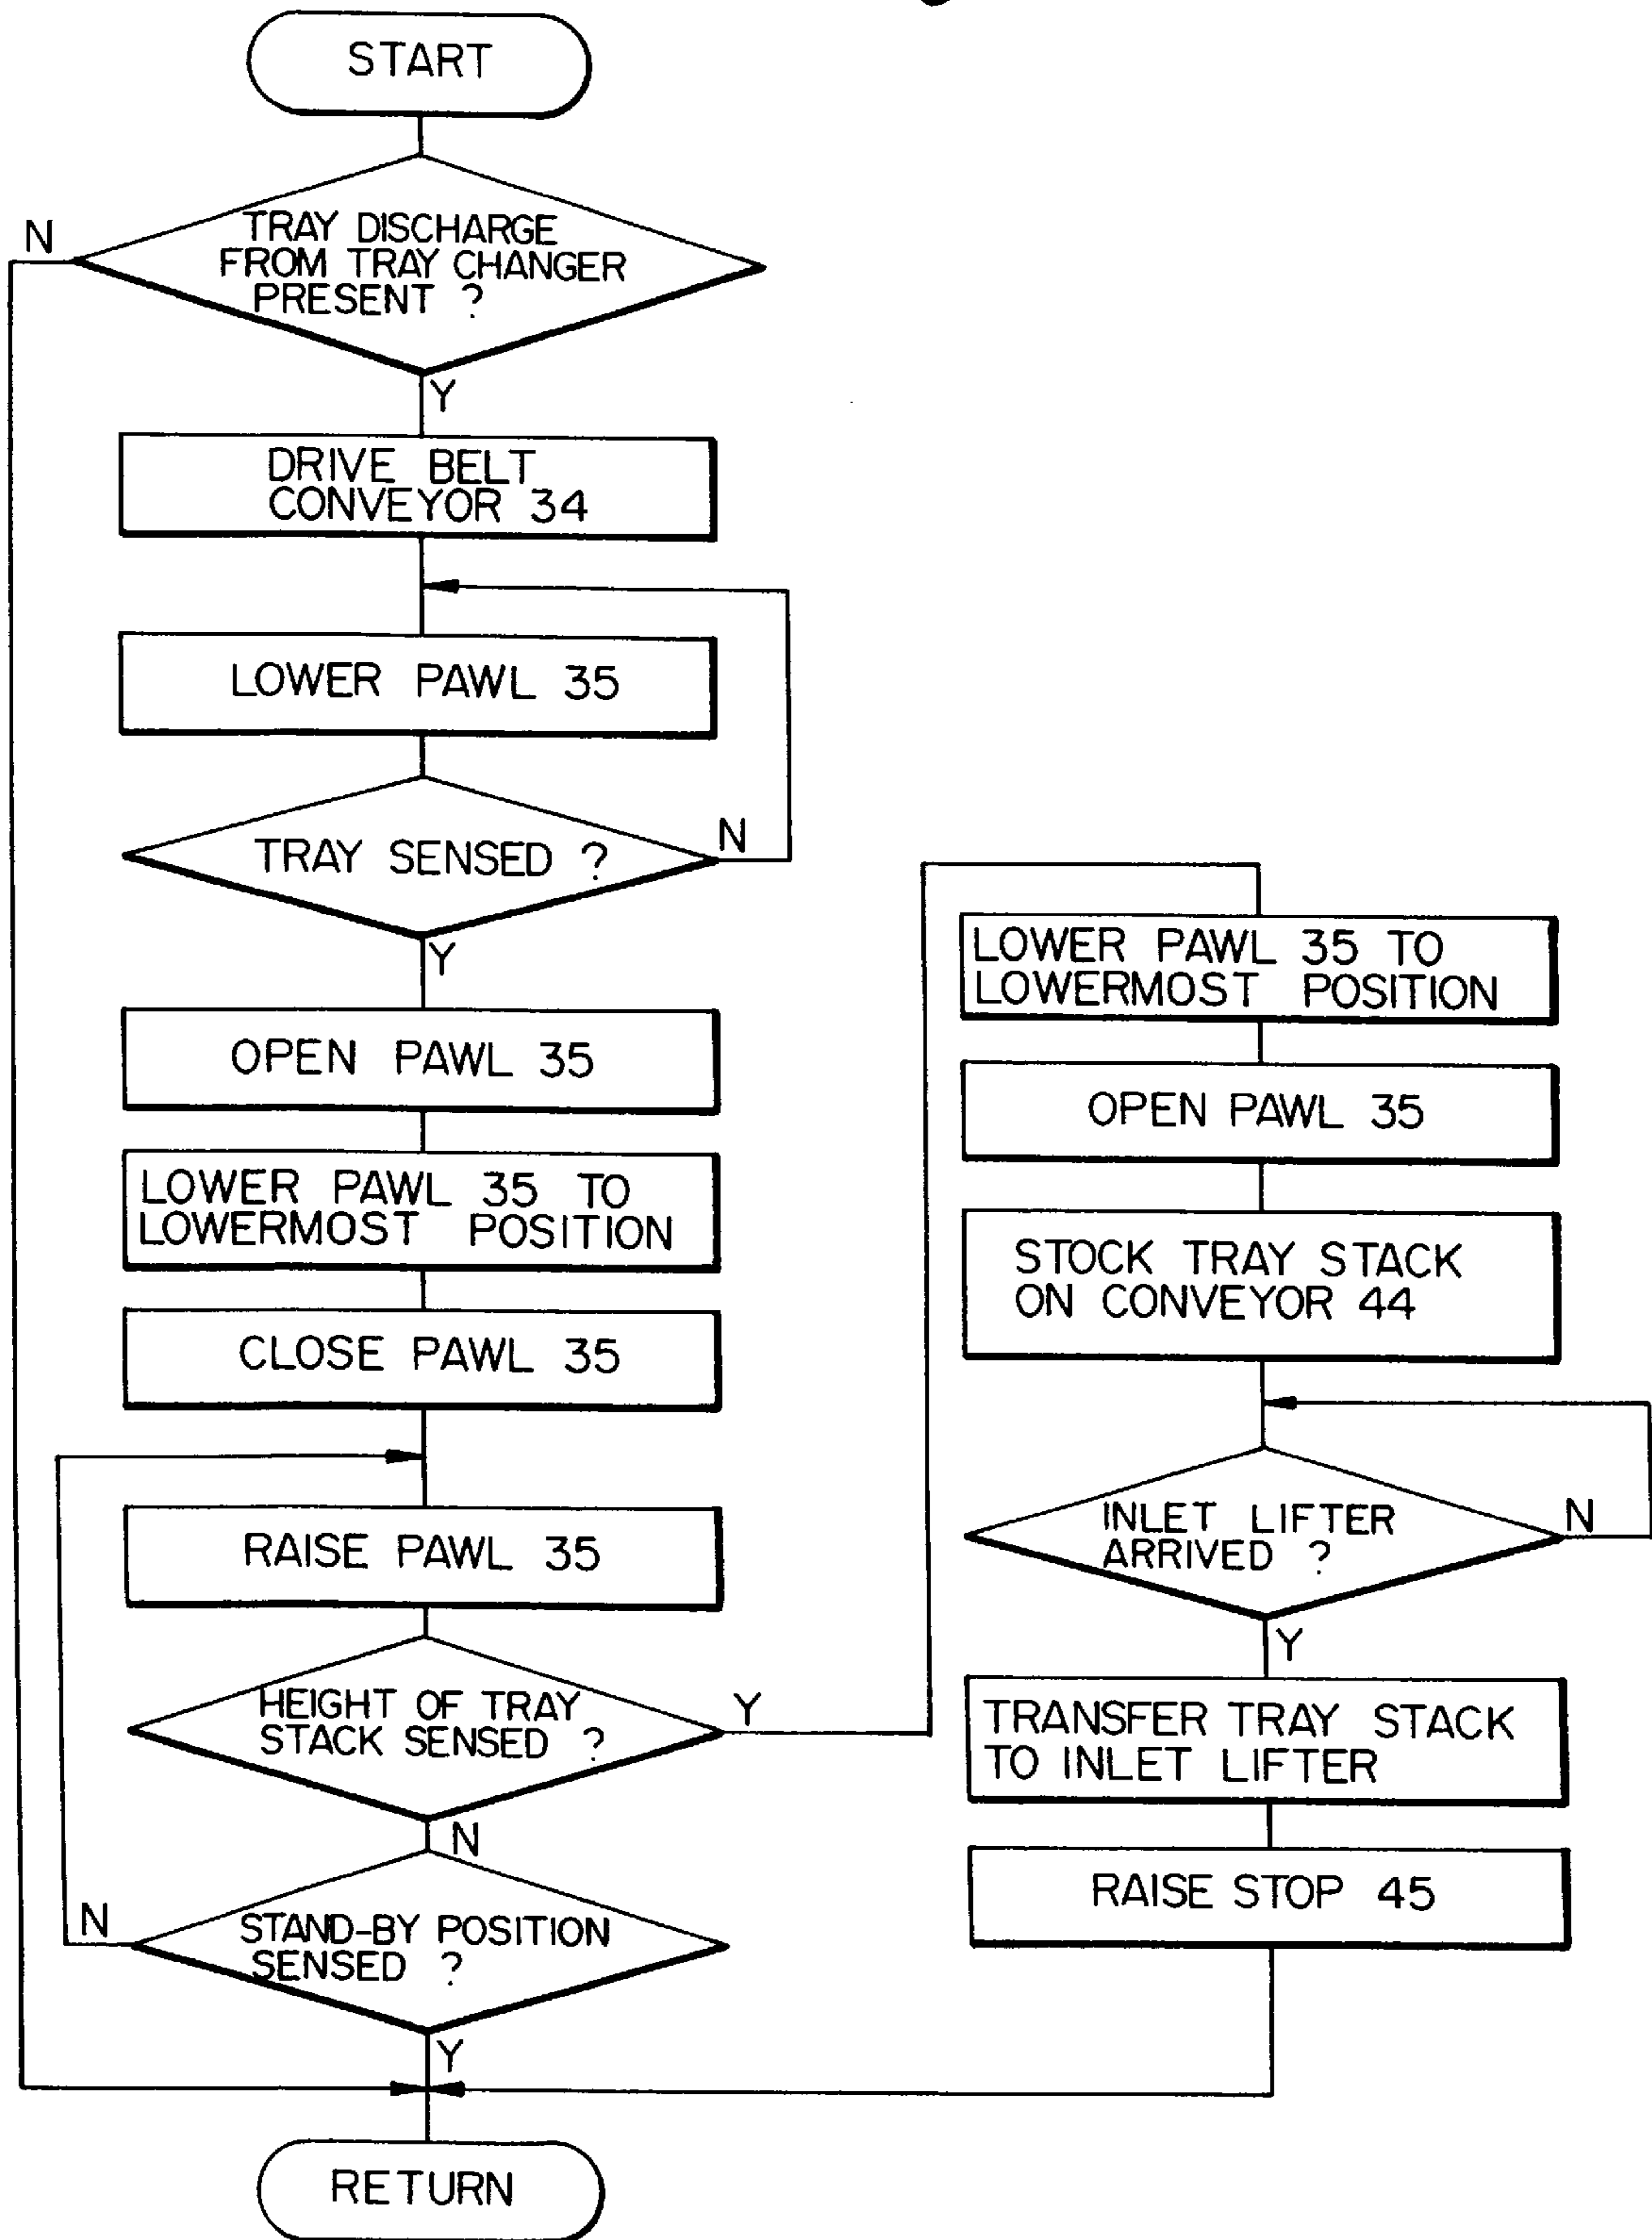 START
N
TRAY DISCHARGE
FROM TRAY CHANGER
PRESENT ?
Y
DRIVE BELT
CONVEYOR 34
LOWER PAWL 35
TRAY SENSED ?
N
Y
OPEN PAWL 35
LOWER PAWL 35 TO
LOWERMOST POSITION
CLOSE PAWL 35
RAISE PAWL 35
HEIGHT OF TRAY
STACK SENSED ?
Y
N
STAND-BY POSITION
SENSED ?
N
Y
LOWER PAWL 35 TO
LOWERMOST POSITION
OPEN PAWL 35
STOCK TRAY STACK
ON CONVEYOR 44
INLET LIFTER
ARRIVED ?
N
Y
TRANSFER TRAY STACK
TO INLET LIFTER
RAISE STOP 45
RETURN